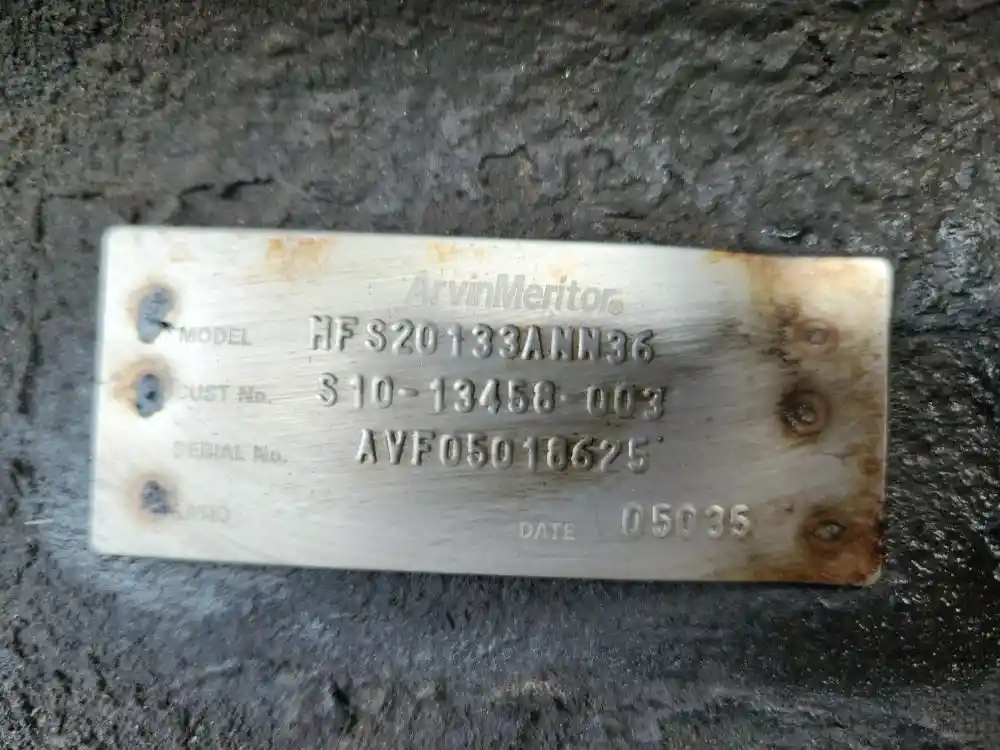 ArvinMeritor®
MODEL HFS20133ANN36
CUST No. S10-13458-003
SERIAL No. AVF05018625
DATE 05035